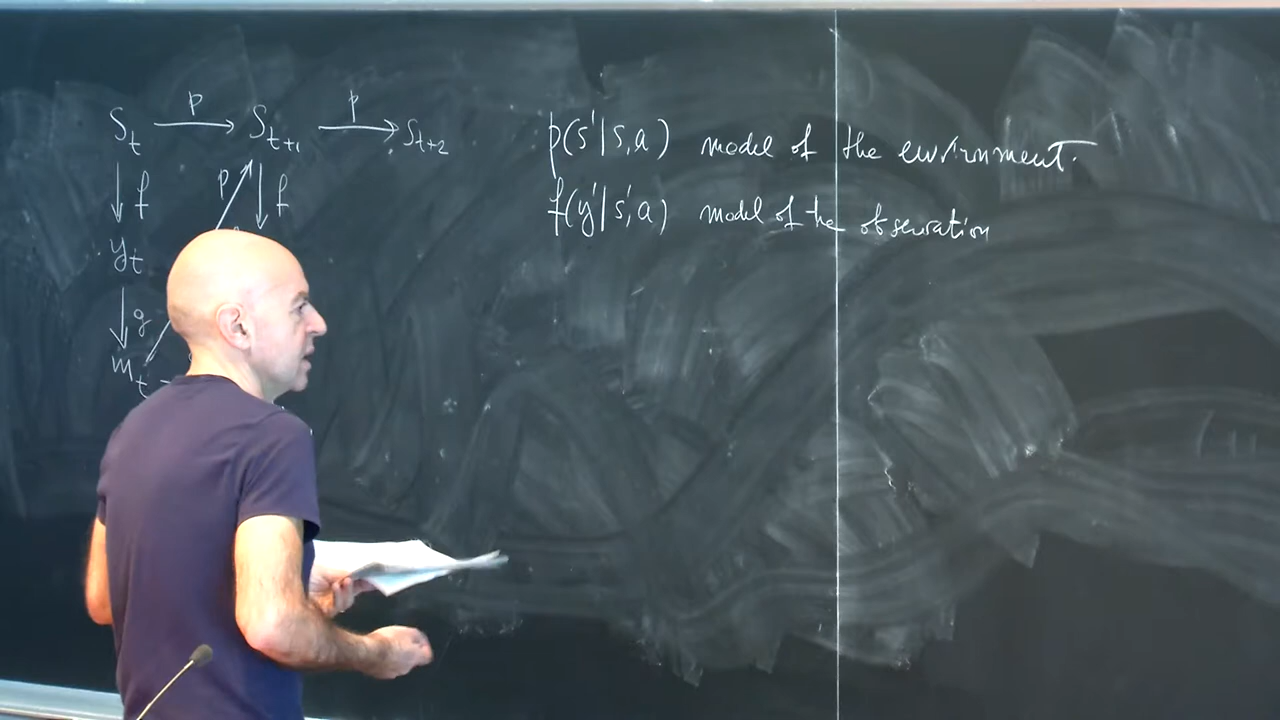 p p
S_t → S_{t+1} → S_{t+2} p(s'|s,a) model of the environment.
↓ f p ↓ f f(y'|s',a) model of the observation
y_t
↓ g
m_t